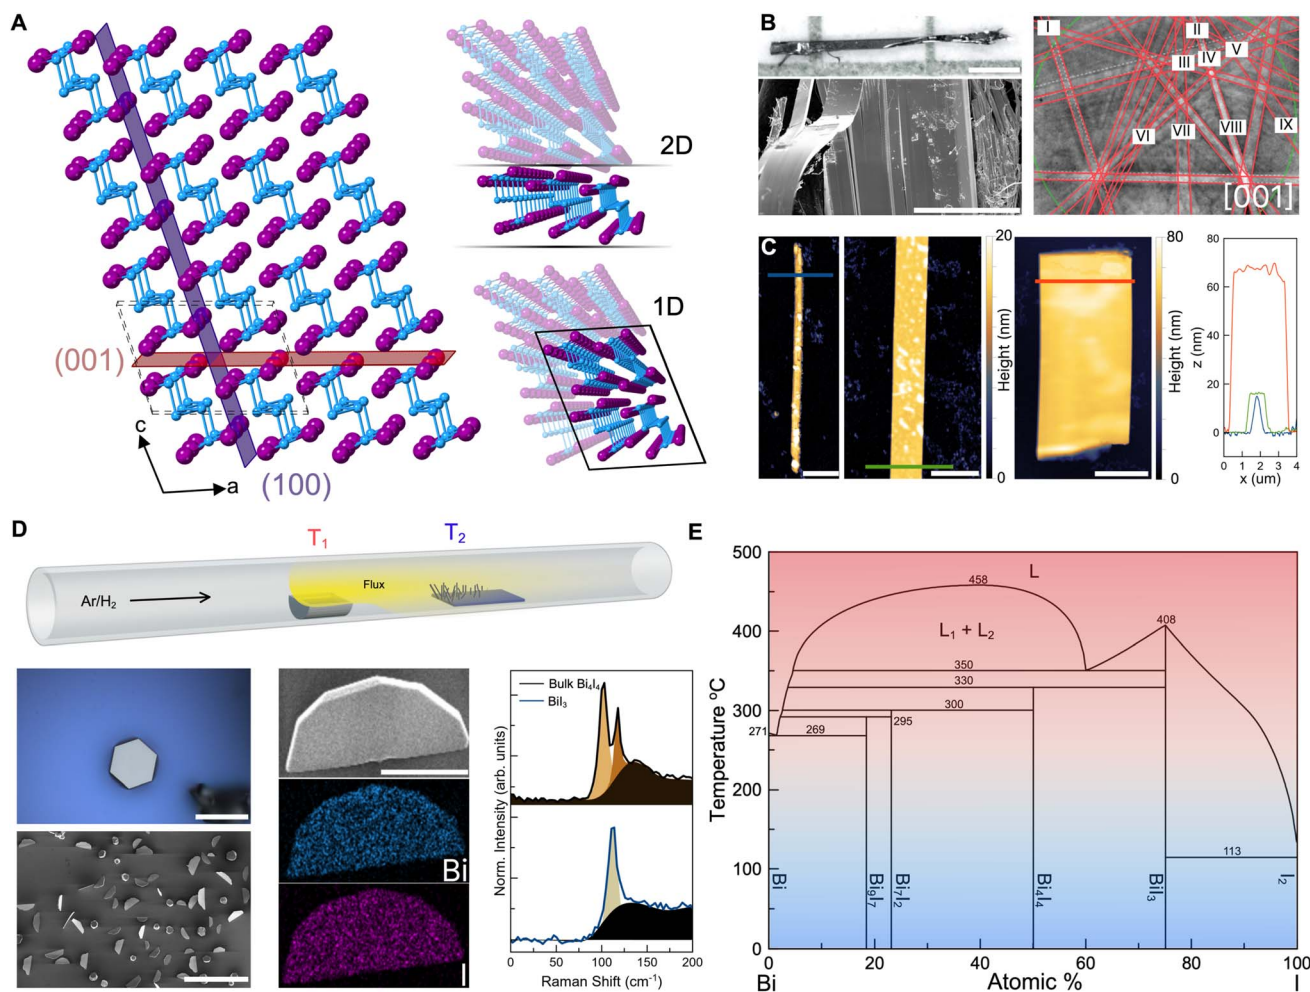 A
2D
1D
(001)
c
a
(100)
B
I
II
III
IV
V
VI
VII
VIII
IX
[001]
C
20
Height (nm)
0
80
Height (nm)
0
80
60
40
20
0
z (nm)
0 1 2 3 4
x (um)
D
T₁
T₂
Ar/H₂
Flux
Bi
I
Bulk Bi₄I₄
BiI₃
Norm. Intensity (arb. units)
0 50 100 150 200
Raman Shift (cm⁻¹)
E
500
400
300
200
100
0
Temperature ºC
L
458
L₁ + L₂
408
350
330
300
295
271
269
113
Bi
Bi₉I₇
Bi₇I₂
Bi₄I₄
BiI₃
I₂
0 20 40 60 80 100
Bi Atomic % I